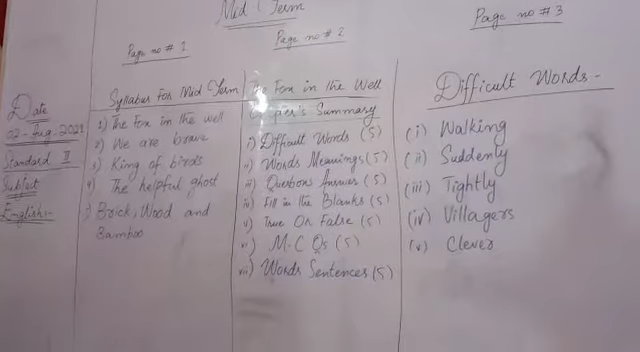 Mid Term
Page no # 1
Page no # 2
Page no # 3
Date
02-Aug-2021
Standard II
Subject
English:-
Syllabus For Mid Term
1) The Fox in the well
2) We are brave
3) King of birds
4) The helpful ghost
5) Brick, Wood and
Bamboo
The Fox in the Well
Summary
i) Difficult Words (5)
ii) Words Meanings (5)
iii) Questions Answers (5)
iv) Fill in the Blanks (5)
v) True Or False (5)
vi) M.C.Qs (5)
vii) Words Sentences (5)
Difficult Words:-
(i) Walking
(ii) Suddenly
(iii) Tightly
(iv) Villagers
(v) Clever